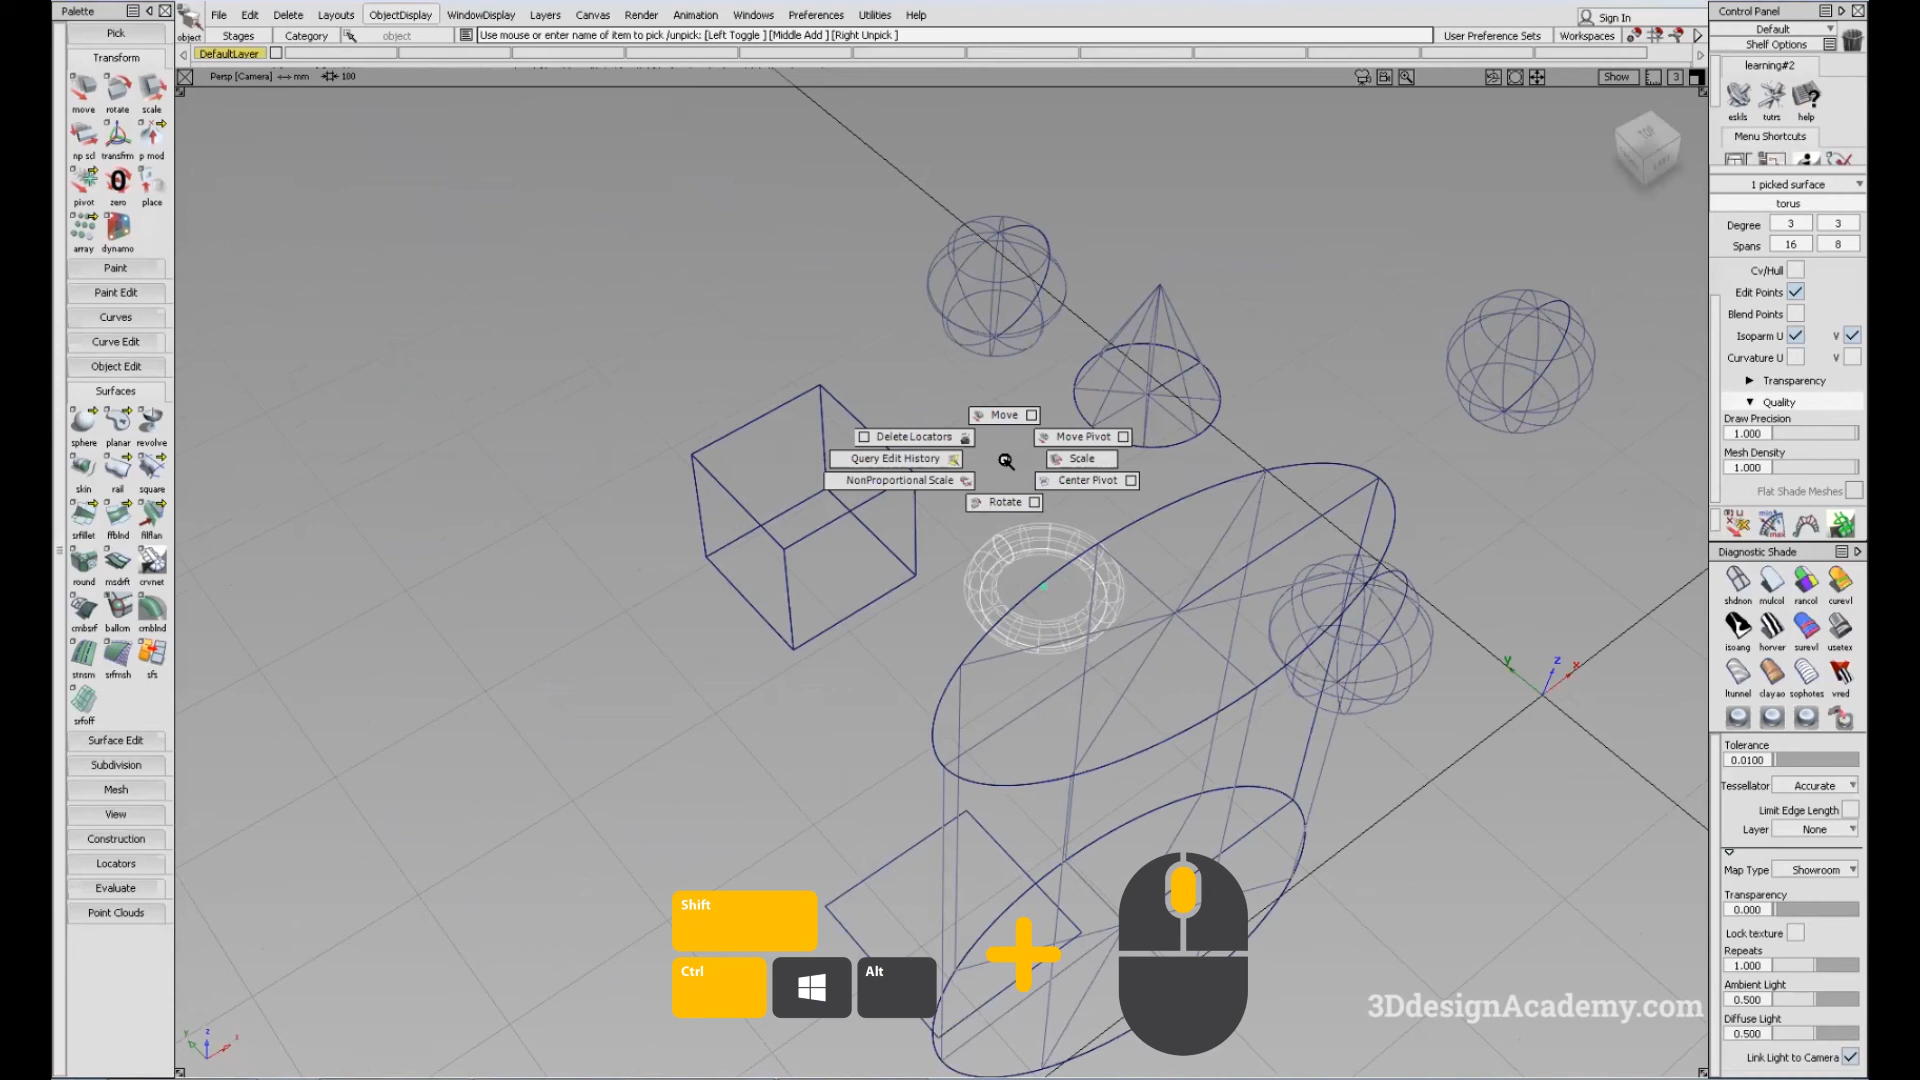 Palette
File Edit Delete Layouts ObjectDisplay WindowDisplay Layers Canvas Render Animation Windows Preferences Utilities Help
Sign In
Control Panel
Pick
object
Stages Category object
Use mouse or enter name of item to pick /unpick: [Left Toggle ] [Middle Add ] [Right Unpick ]
User Preference Sets Workspaces
Default
Shelf Options
DefaultLayer
Transform
Persp [Camera] mm 100
Show 3
learning#2
move rotate scale
eskls tutrs help
np scl transfrm p mod
Menu Shortcuts
0
pivot zero place
1 picked surface
torus
array dynamo
Degree 3 3
Spans 16 8
Paint
Cv/Hull
Paint Edit
Edit Points
Curves
Blend Points
Curve Edit
Isoparm U V
Curvature U V
Object Edit
Transparency
Surfaces
Quality
Draw Precision
1.000
sphere planar revolve
Mesh Density
1.000
skin rail square
Flat Shade Meshes
Move
Delete Locators Move Pivot
Query Edit History Scale
NonProportional Scale Center Pivot
Rotate
srfillet ffblnd fillflan
Diagnostic Shade
round msdrft crvnet
shdnon mulcol rancol curevl
cmbsrf ballcrn crnblnd
isoang horver surevl usetex
stnsrn srfmsh sfs
ltunnel clayao sophotes vred
srfoff
Surface Edit
Tolerance
0.0100
Subdivision
Tessellator Accurate
Mesh
Limit Edge Length
View
Layer None
Construction
Locators
Map Type Showroom
Evaluate
Transparency
0.000
Point Clouds
Lock texture
Repeats
1.000
Ambient Light
0.500
Diffuse Light
0.500
Link Light to Camera
TOP
LEFT
y z x
Shift
Ctrl Alt
3DdesignAcademy.com
y z x